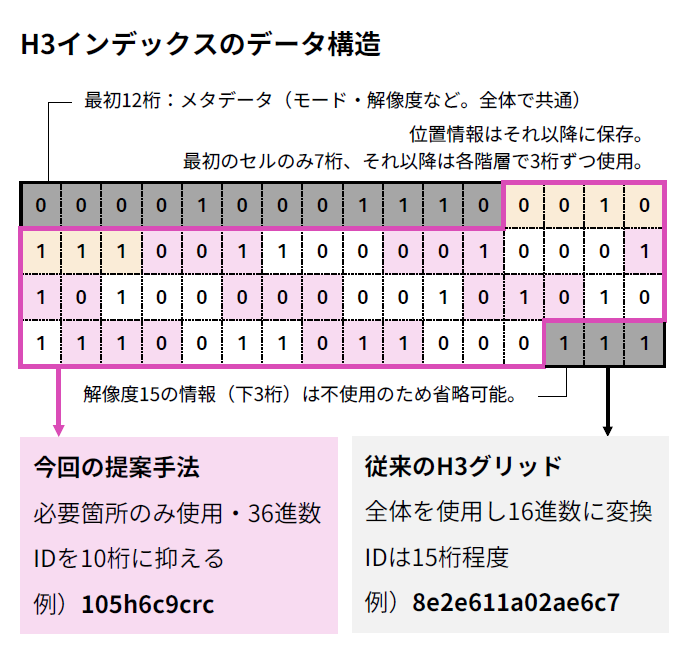 H3インデックスのデータ構造
最初12桁：メタデータ（モード・解像度など。全体で共通）
位置情報はそれ以降に保存。
最初のセルのみ7桁、それ以降は各階層で3桁ずつ使用。
0 0 0 0 1 0 0 0 1 1 1 0 0 0 1 0
1 1 1 0 0 1 1 0 0 0 0 1 0 0 0 1
1 0 1 0 0 0 0 0 0 0 1 0 1 0 1 0
1 1 1 0 0 1 1 0 1 1 0 0 0 1 1 1
解像度15の情報（下3桁）は不使用のため省略可能。
今回の提案手法
必要箇所のみ使用・36進数
IDを10桁に抑える
例）105h6c9crc
従来のH3グリッド
全体を使用し16進数に変換
IDは15桁程度
例）8e2e611a02ae6c7